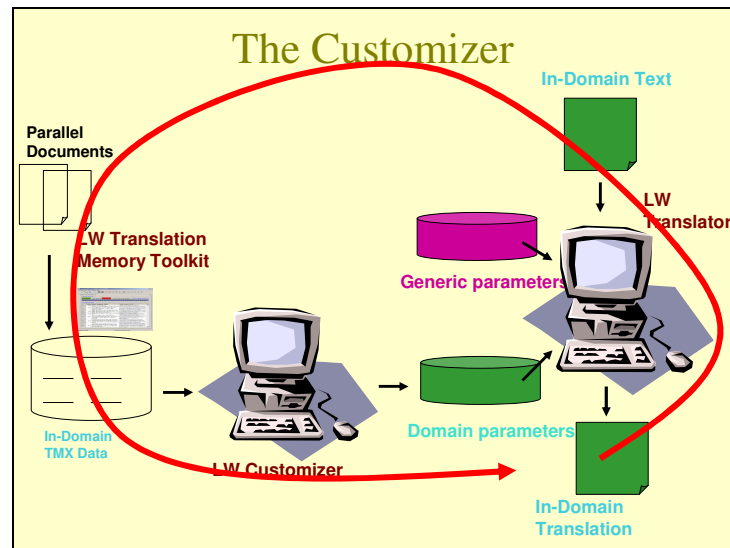 The Customizer
In-Domain Text
Parallel
Documents
LW
Translator
LW Translation
Memory Toolkit
Generic parameters
Domain parameters
In-Domain
TMX Data
LW Customizer
In-Domain
Translation